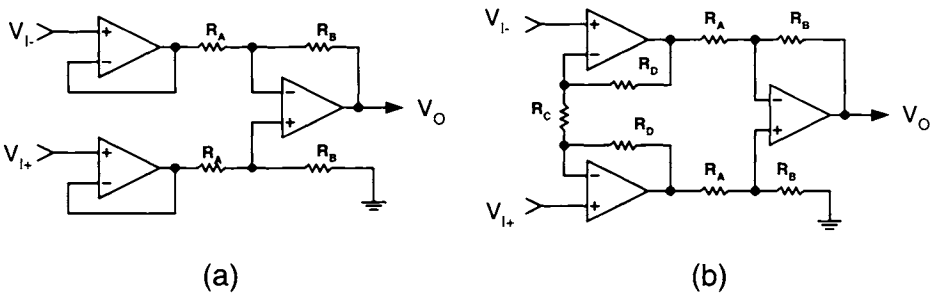 V_I-
R_A
R_B
V_O
V_I+
R_A
R_B
(a)
V_I-
R_A
R_B
R_D
R_C
R_D
V_O
R_A
R_B
V_I+
(b)